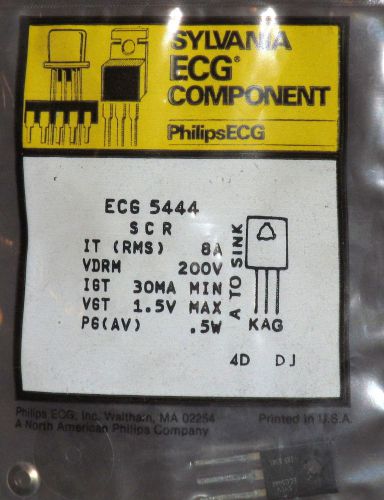 SYLVANIA
ECG®
COMPONENT
PhilipsECG
ECG 5444
SCR
IT (RMS) 8A
VDRM 200V
IGT 30MA MIN
VGT 1.5V MAX
PG(AV) .5W
A TO SINK
KAG
4D DJ
Philips ECG, Inc. Waltham, MA 02254
A North American Philips Company
Printed in U.S.A.